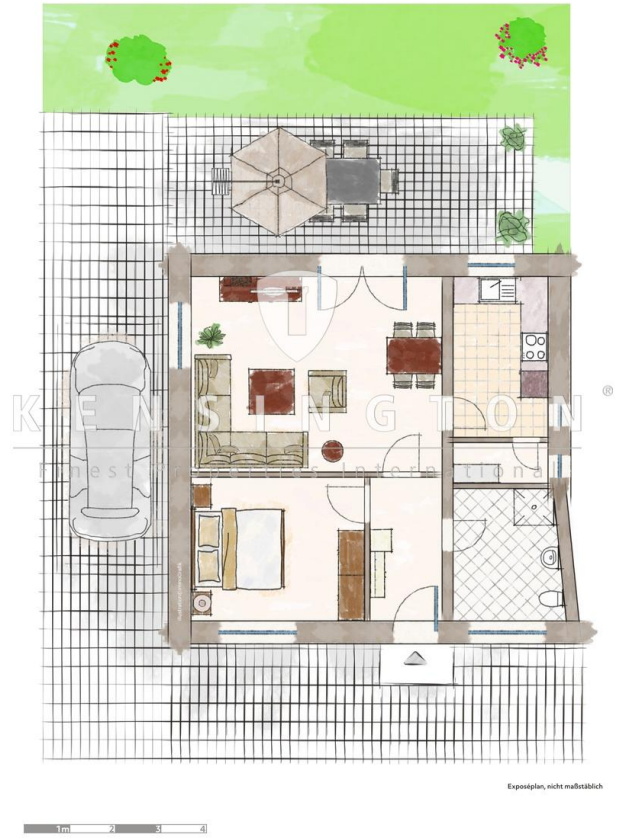 KENSINGTON®
Finest Properties International
Exposéplan, nicht maßstäblich
1m 2 3 4